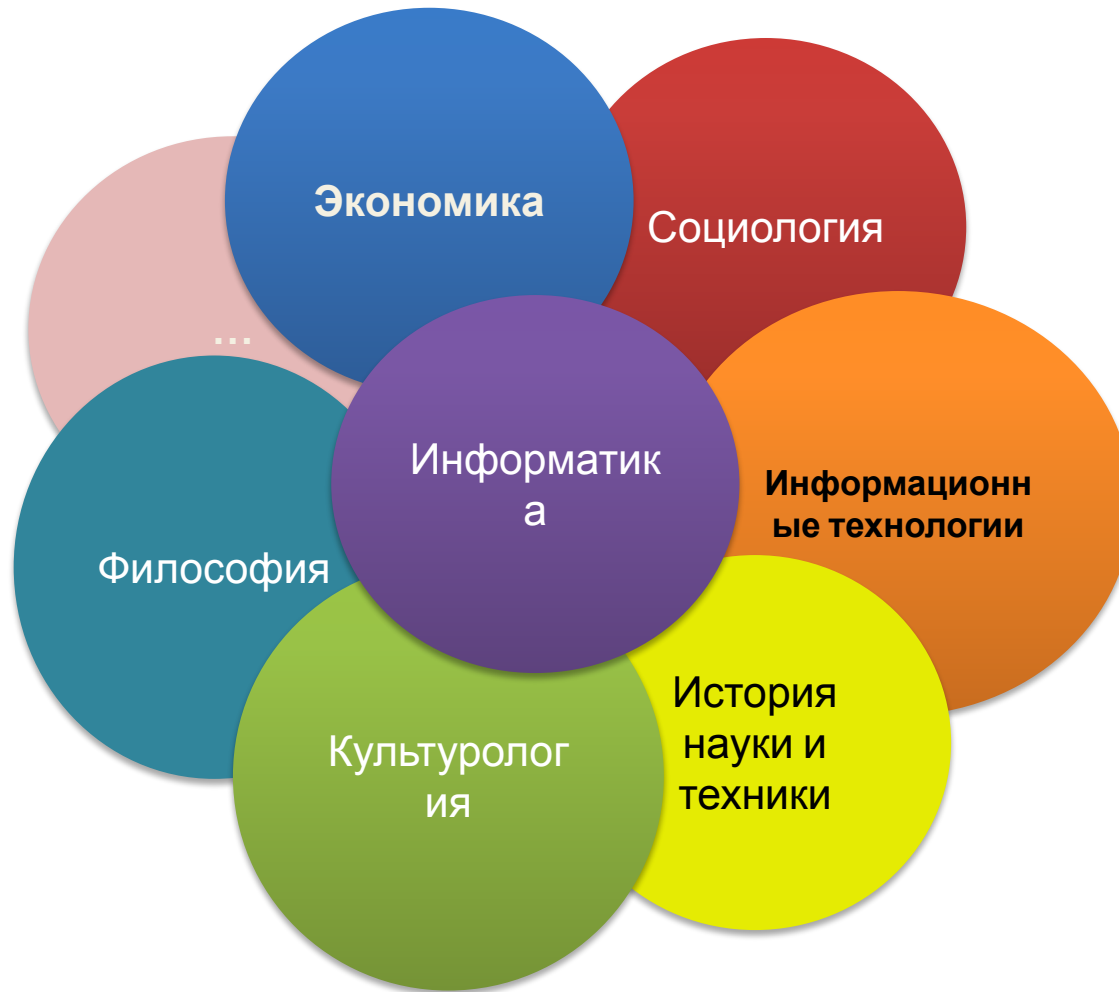 Экономика
Социология
...
Информатик
а
Информационн
ые технологии
Философия
История
науки и
техники
Культуролог
ия